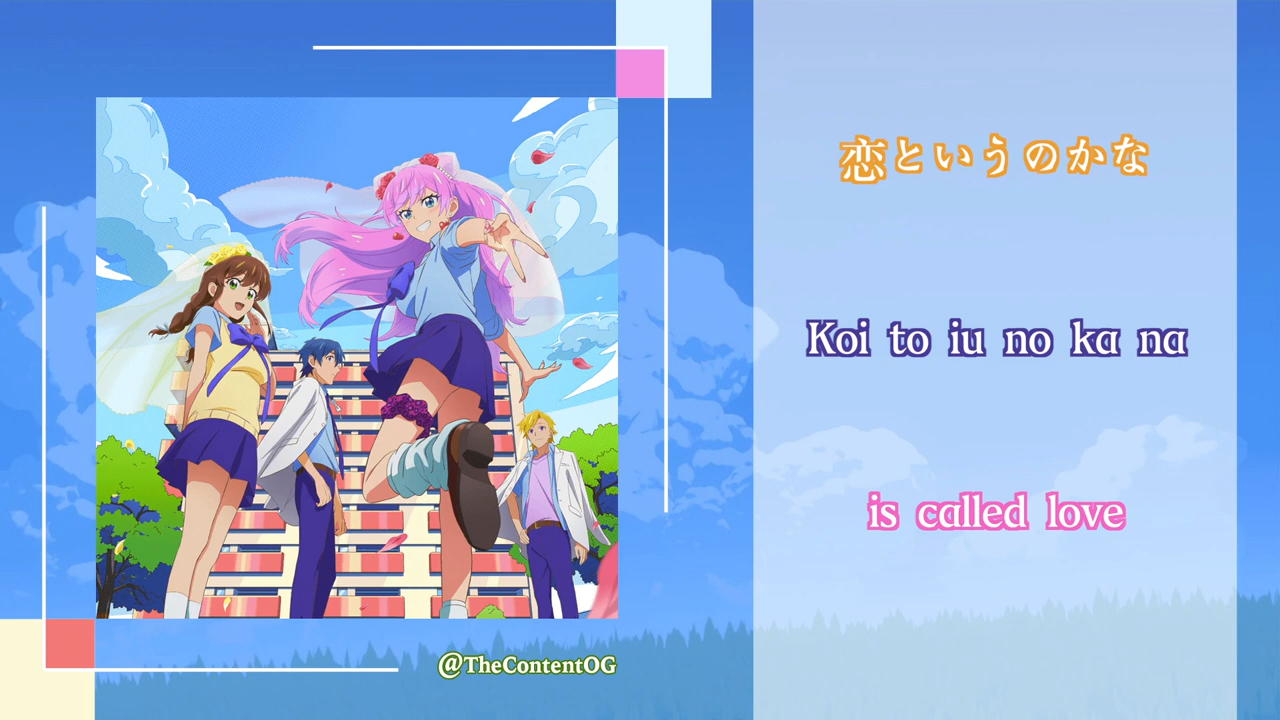 恋というのかな
Koi to iu no ka na
is called love
@TheContentOG